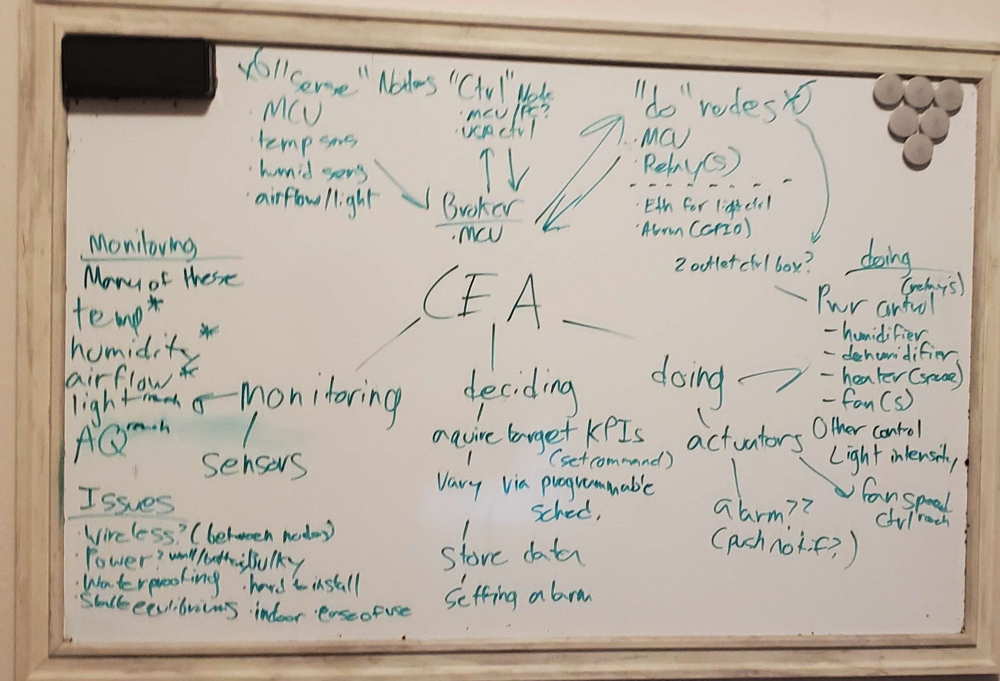 "Sense" Nodes
· MCU
· temp sens
· humid sens
· airflow/light
"Ctrl" Node
· MCU/PC?
ctrl
"do" nodes
· MCU
· Relay(s)
- - - - - - -
· Eth for light ctrl
· Alarm (GPIO)
2 outlet ctrl box?
Broker
· MCU
CEA
Monitoring
Many of these
temp*
humidity*
airflow*
light
AQ
monitoring
sensors
deciding
aquire target KPIs
(set command)
Vary via programmable
sched.
Store data
Setting alarm
doing
actuators
alarm??
(push notif?)
doing
(relay's)
Pwr control
- humidifier
- dehumidifier
- heater (space)
- fan(s)
Other control
Light intensity
fan speed
ctrl
Issues
· Wireless? (between nodes)
· Power? wall/battery
bulky
· Waterproofing
· hard to install
equilibriums
· indoor
· ease of use